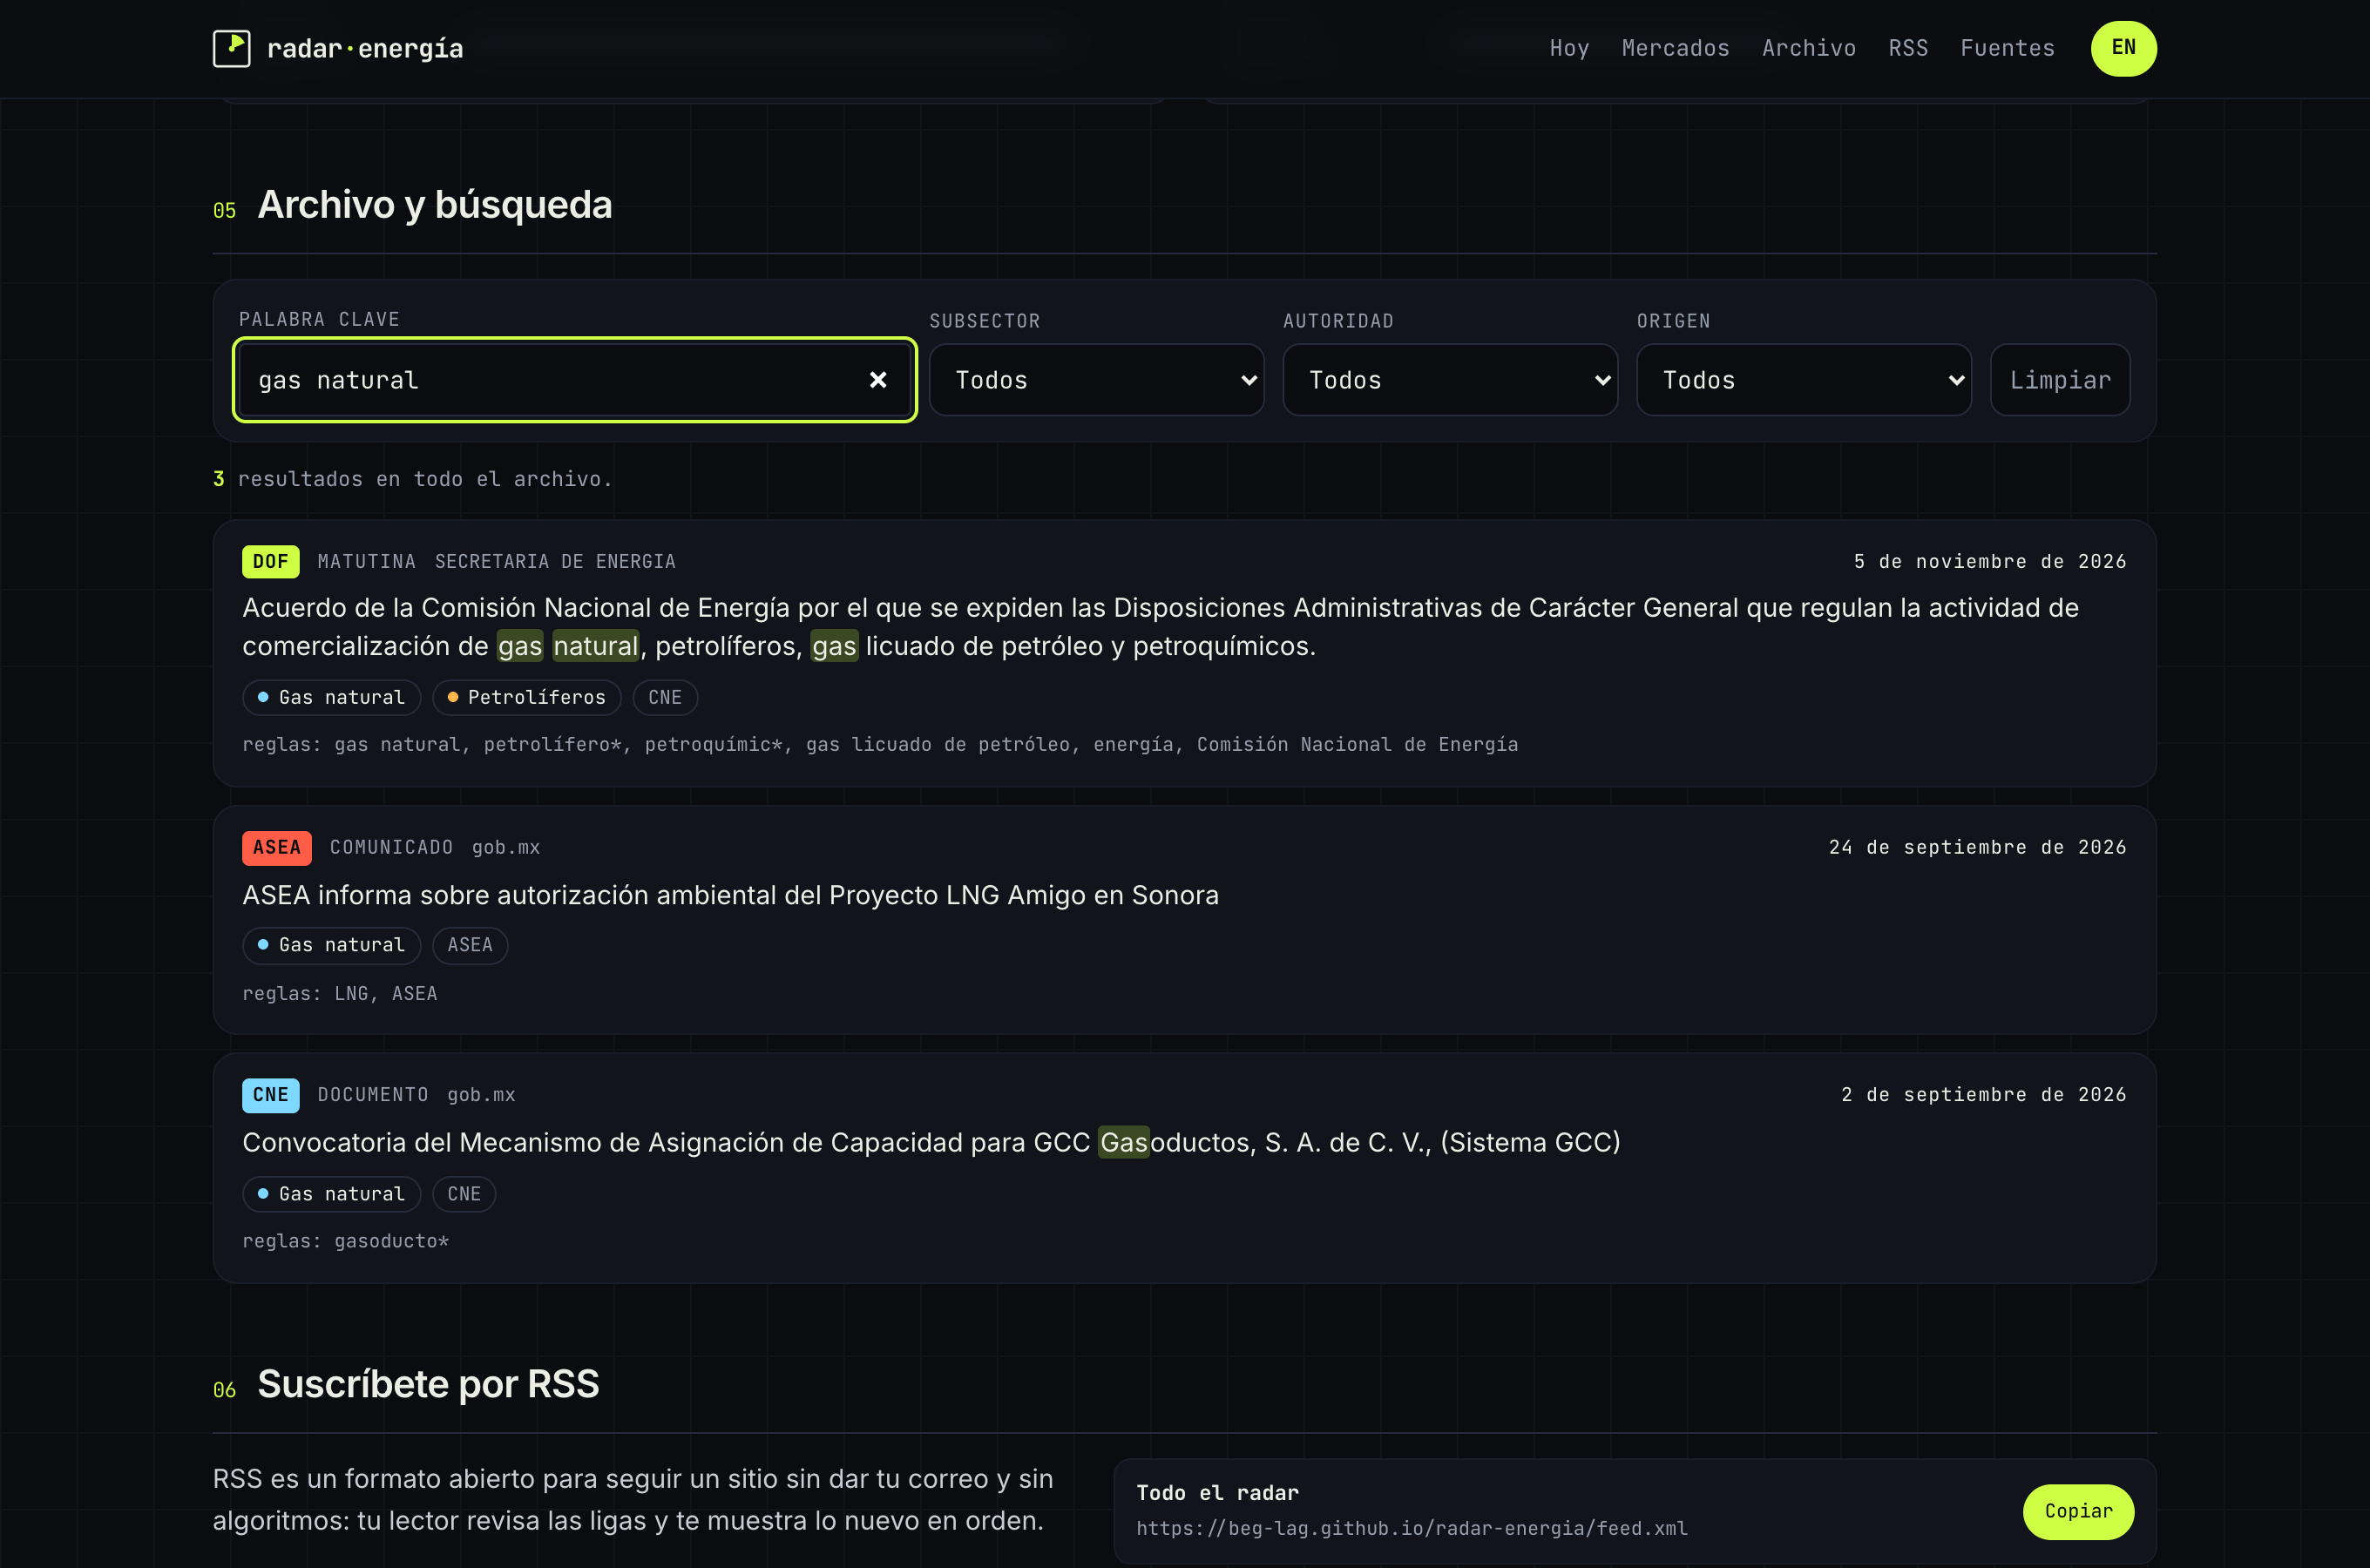 radar·energía
Hoy Mercados Archivo RSS Fuentes EN
05 Archivo y búsqueda
PALABRA CLAVE SUBSECTOR AUTORIDAD ORIGEN
gas natural Todos Todos Todos Limpiar
3 resultados en todo el archivo.
DOF MATUTINA SECRETARIA DE ENERGIA 5 de noviembre de 2026
Acuerdo de la Comisión Nacional de Energía por el que se expiden las Disposiciones Administrativas de Carácter General que regulan la actividad de
comercialización de gas natural, petrolíferos, gas licuado de petróleo y petroquímicos.
Gas natural Petrolíferos CNE
reglas: gas natural, petrolífero*, petroquímic*, gas licuado de petróleo, energía, Comisión Nacional de Energía
ASEA COMUNICADO gob.mx 24 de septiembre de 2026
ASEA informa sobre autorización ambiental del Proyecto LNG Amigo en Sonora
Gas natural ASEA
reglas: LNG, ASEA
CNE DOCUMENTO gob.mx 2 de septiembre de 2026
Convocatoria del Mecanismo de Asignación de Capacidad para GCC Gasoductos, S. A. de C. V., (Sistema GCC)
Gas natural CNE
reglas: gasoducto*
06 Suscríbete por RSS
RSS es un formato abierto para seguir un sitio sin dar tu correo y sin
algoritmos: tu lector revisa las ligas y te muestra lo nuevo en orden.
Todo el radar
https://beg-lag.github.io/radar-energia/feed.xml
Copiar